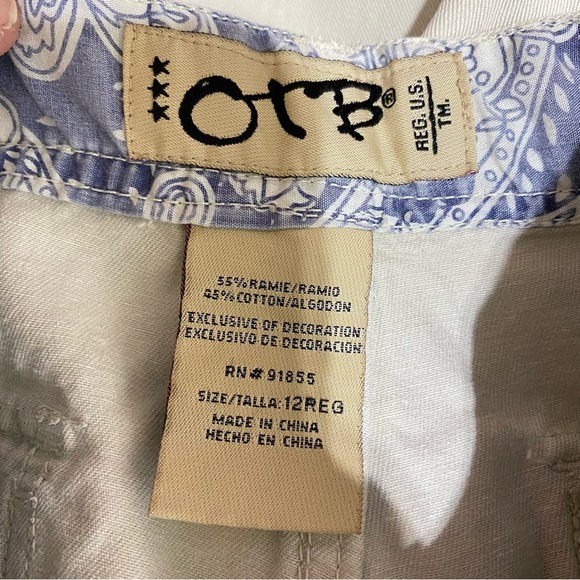 OTB®
REG. U.S. TM.
55% RAMIE/RAMIO
45% COTTON/ALGODON
EXCLUSIVE OF DECORATION
EXCLUSIVO DE DECORACION
RN# 91855
SIZE/TALLA: 12REG
MADE IN CHINA
HECHO EN CHINA